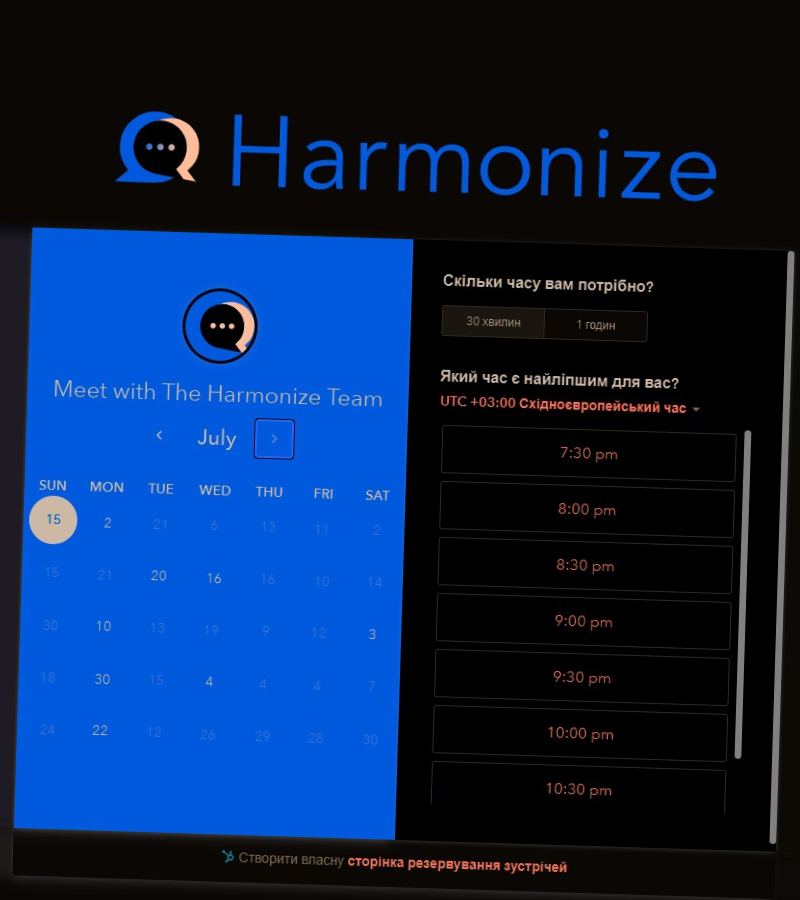 Harmonize
Meet with The Harmonize Team
July
SUN MON TUE WED THU FRI SAT
15 2 21 6 13 11 2
15 21 20 16 16 10 14
30 10 13 19 9 12 3
18 30 15 4 4 4 7
24 22 12 26 29 28 30
Скільки часу вам потрібно?
30 хвилин 1 годин
Який час є найліпшим для вас?
UTC +03:00 Східноєвропейський час
7:30 pm
8:00 pm
8:30 pm
9:00 pm
9:30 pm
10:00 pm
10:30 pm
Створити власну сторінка резервування зустрічей